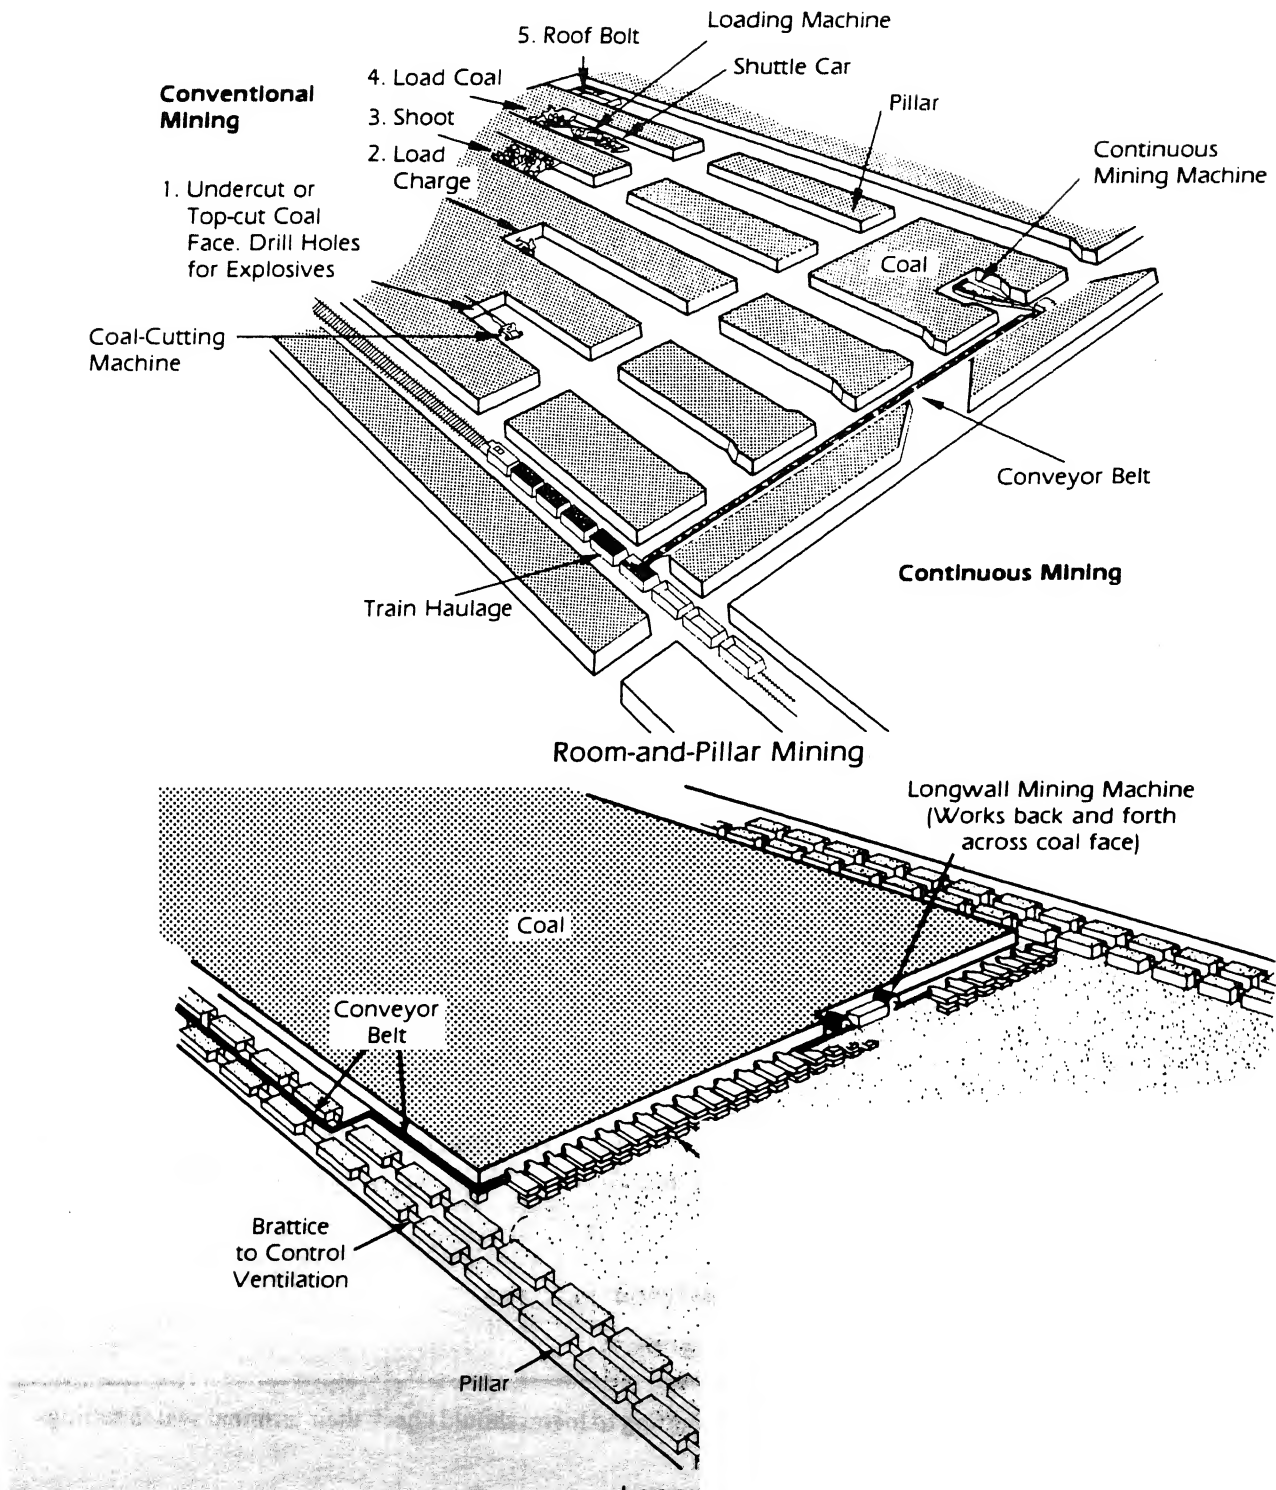 5. Roof Bolt
Loading Machine
Shuttle Car
4. Load Coal
Conventional
Mining
3. Shoot
2. Load
Charge
Pillar
Continuous
Mining Machine
1. Undercut or
Top-cut Coal
Face. Drill Holes
for Explosives
Coal
Coal-Cutting
Machine
Conveyor Belt
Continuous Mining
Train Haulage
Room-and-Pillar Mining
Longwall Mining Machine
(Works back and forth
across coal face)
Coal
Conveyor
Belt
Brattice
to Control
Ventilation
Pillar